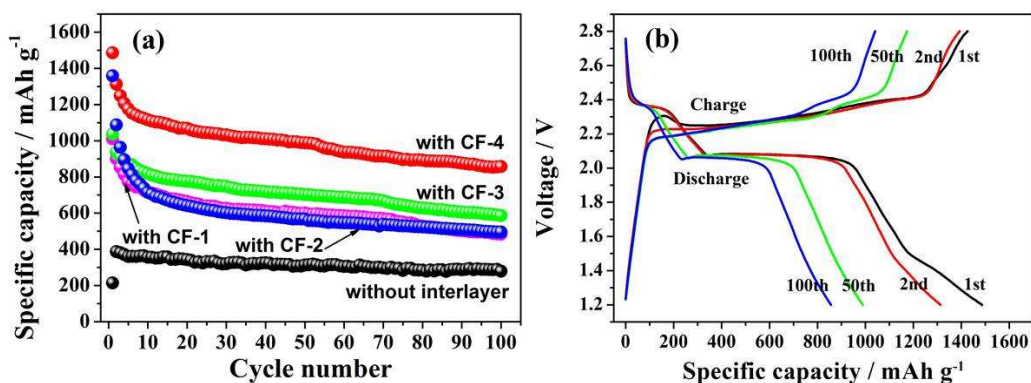 (a)
Specific capacity / mAh g⁻¹
1600
1400
1200
1000
800
600
400
200
0
with CF-4
with CF-3
with CF-1
with CF-2
without interlayer
0 10 20 30 40 50 60 70 80 90 100
Cycle number
(b)
Voltage / V
2.8
2.6
2.4
2.2
2.0
1.8
1.6
1.4
1.2
100th 50th 2nd 1st
Charge
Discharge
100th 50th 2nd 1st
0 200 400 600 800 1000 1200 1400 1600
Specific capacity / mAh g⁻¹